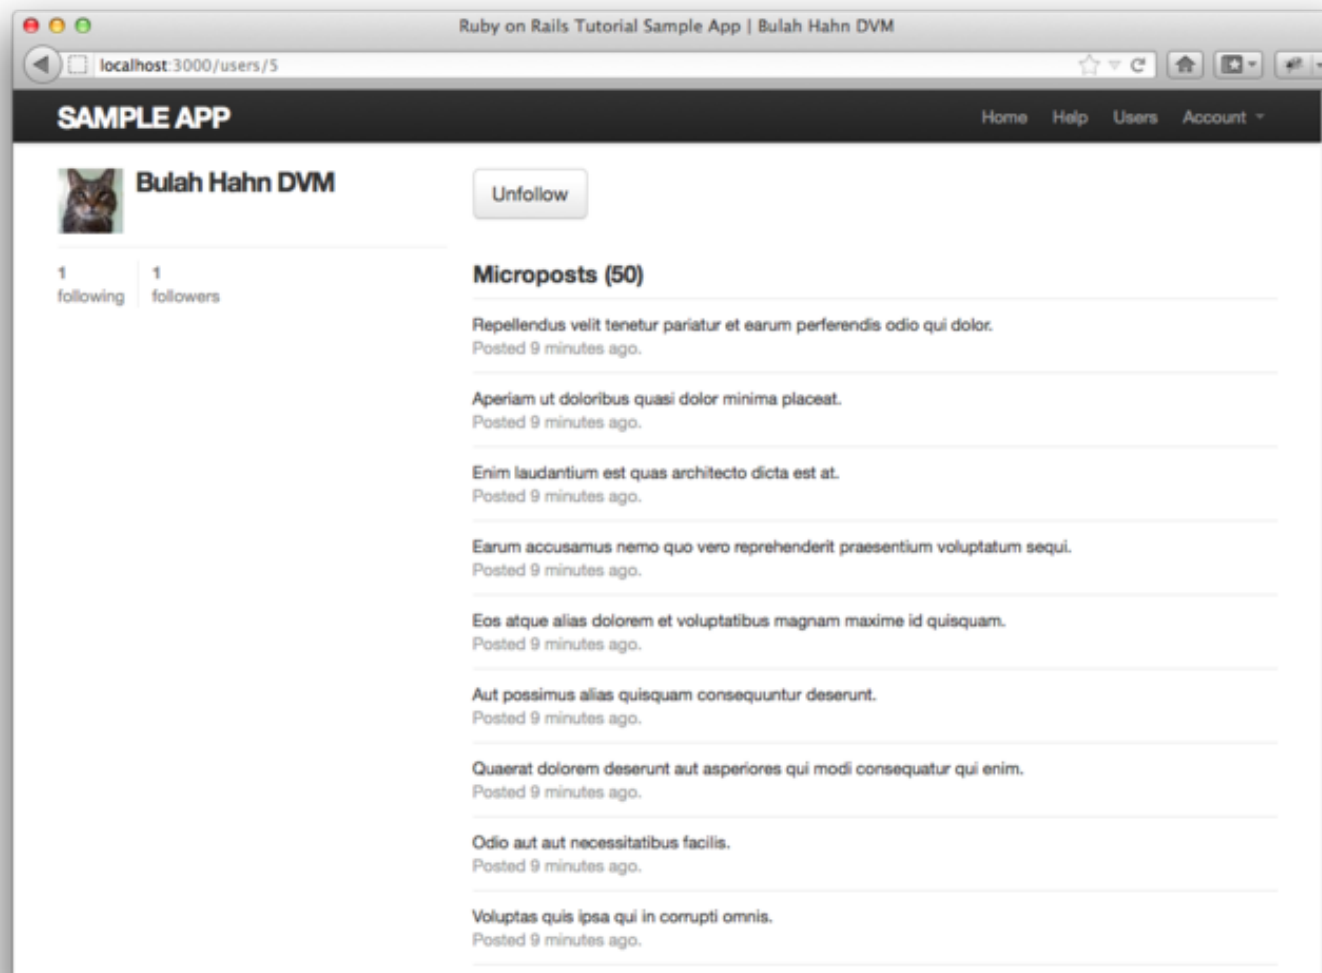 Ruby on Rails Tutorial Sample App | Bulah Hahn DVM
localhost:3000/users/5
SAMPLE APP
Home Help Users Account
Bulah Hahn DVM
1 1
following followers
Unfollow
Microposts (50)
Repellendus velit tenetur pariatur et earum perferendis odio qui dolor.
Posted 9 minutes ago.
Aperiam ut doloribus quasi dolor minima placeat.
Posted 9 minutes ago.
Enim laudantium est quas architecto dicta est at.
Posted 9 minutes ago.
Earum accusamus nemo quo vero reprehenderit praesentium voluptatum sequi.
Posted 9 minutes ago.
Eos atque alias dolorem et voluptatibus magnam maxime id quisquam.
Posted 9 minutes ago.
Aut possimus alias quisquam consequuntur deserunt.
Posted 9 minutes ago.
Quaerat dolorem deserunt aut asperiores qui modi consequatur qui enim.
Posted 9 minutes ago.
Odio aut aut necessitatibus facilis.
Posted 9 minutes ago.
Voluptas quis ipsa qui in corrupti omnis.
Posted 9 minutes ago.